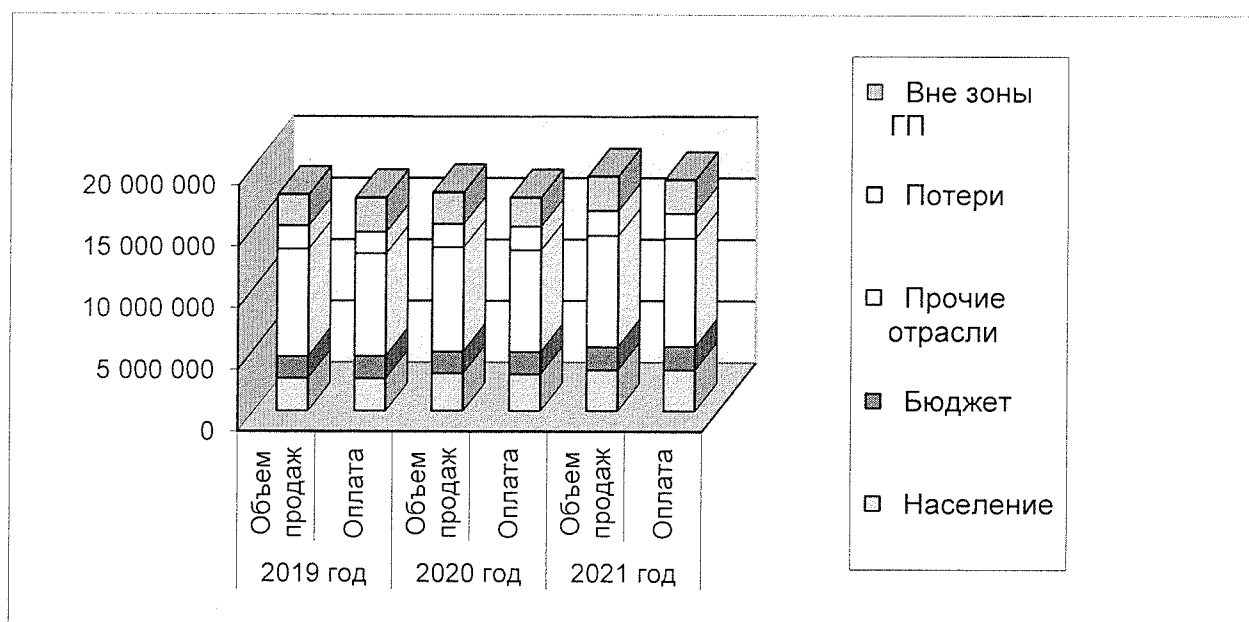 20 000 000
15 000 000
10 000 000
5 000 000
0
Объем
продаж
Оплата
Объем
продаж
Оплата
Объем
продаж
Оплата
2019 год
2020 год
2021 год
Вне зоны
ГП
Потери
Прочие
отрасли
Бюджет
Население